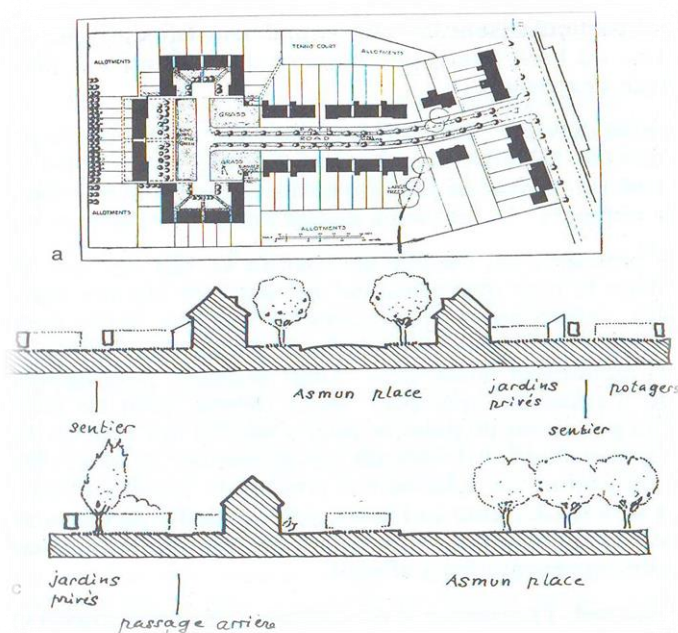 ALLOTMENTS
TENNIS COURT
ALLOTMENTS
GRASS
ROAD
GRASS
ALLOTMENTS
ALLOTMENTS
a
Asmun place
jardins privés
potagers
sentier
sentier
jardins privés
Asmun place
c
passage arrière